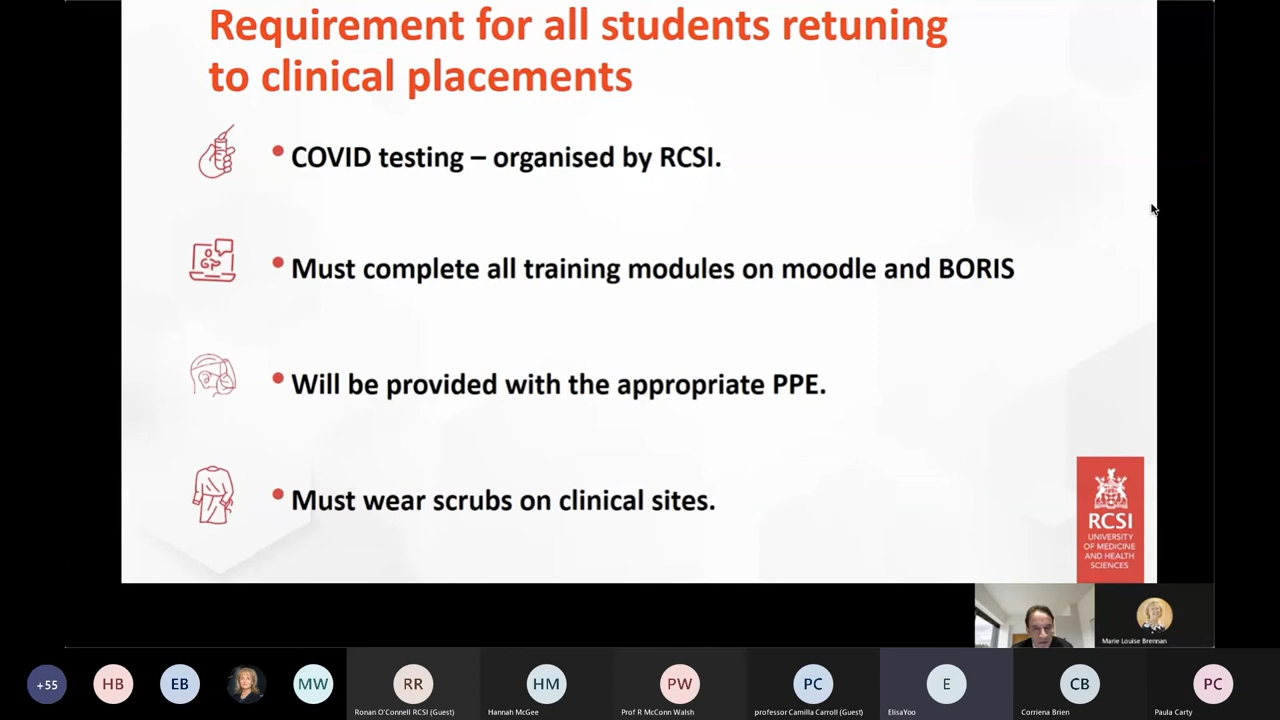 Requirement for all students retuning
to clinical placements
• COVID testing – organised by RCSI.
• Must complete all training modules on moodle and BORIS
• Will be provided with the appropriate PPE.
• Must wear scrubs on clinical sites.
RCSI
UNIVERSITY
OF MEDICINE
AND HEALTH
SCIENCES
Marie Louise Brennan
+55
HB
EB
MW
RR
Ronan O'Connell RCSI (Guest)
HM
Hannah McGee
PW
Prof R McConn Walsh
PC
professor Camilla Carroll (Guest)
E
ElisaYoo
CB
Corriena Brien
PC
Paula Carty